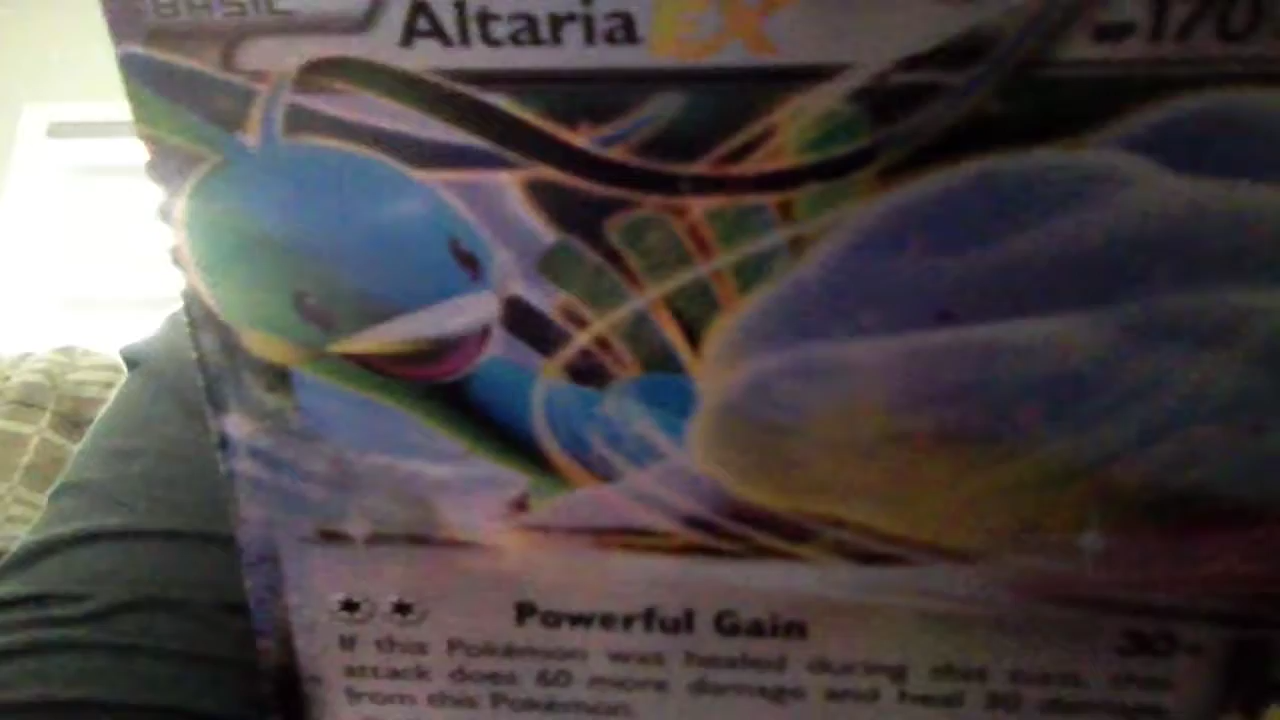 BASIC
Altaria EX
HP 170
Powerful Gain
30+
If this Pokémon was healed during this turn, this
attack does 60 more damage and heal 30 damage
from this Pokémon.